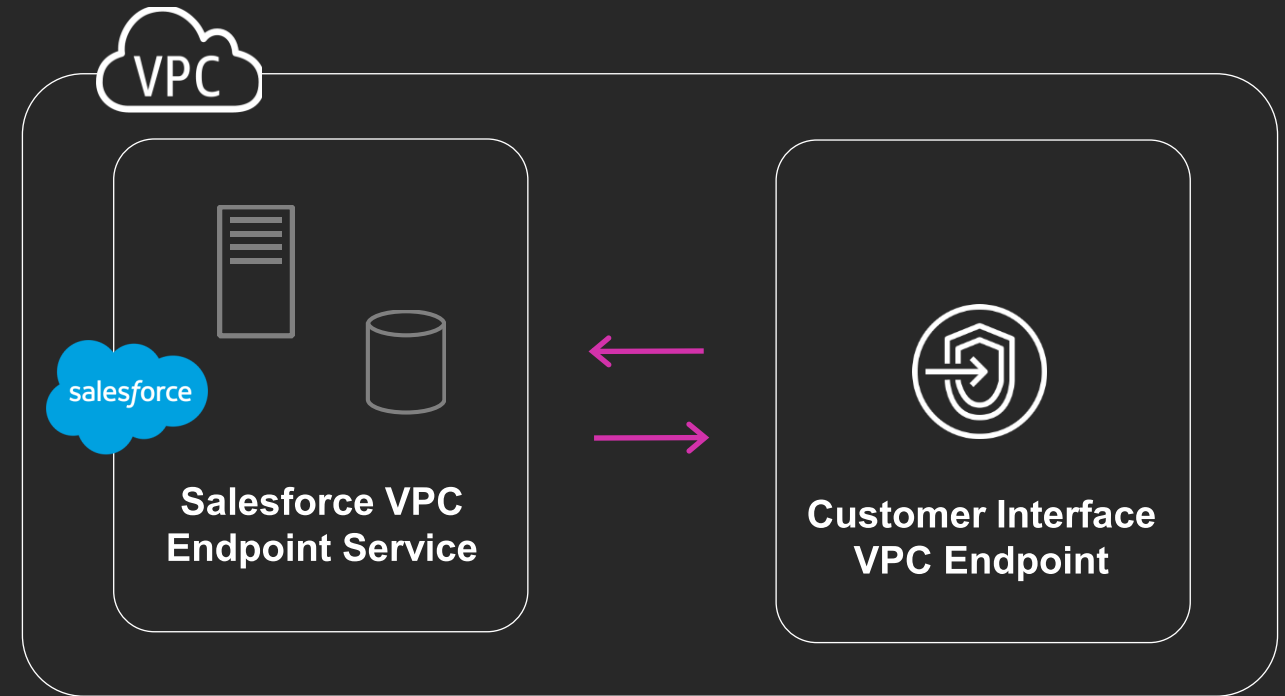 VPC
salesforce
Salesforce VPC
Endpoint Service
Customer Interface
VPC Endpoint